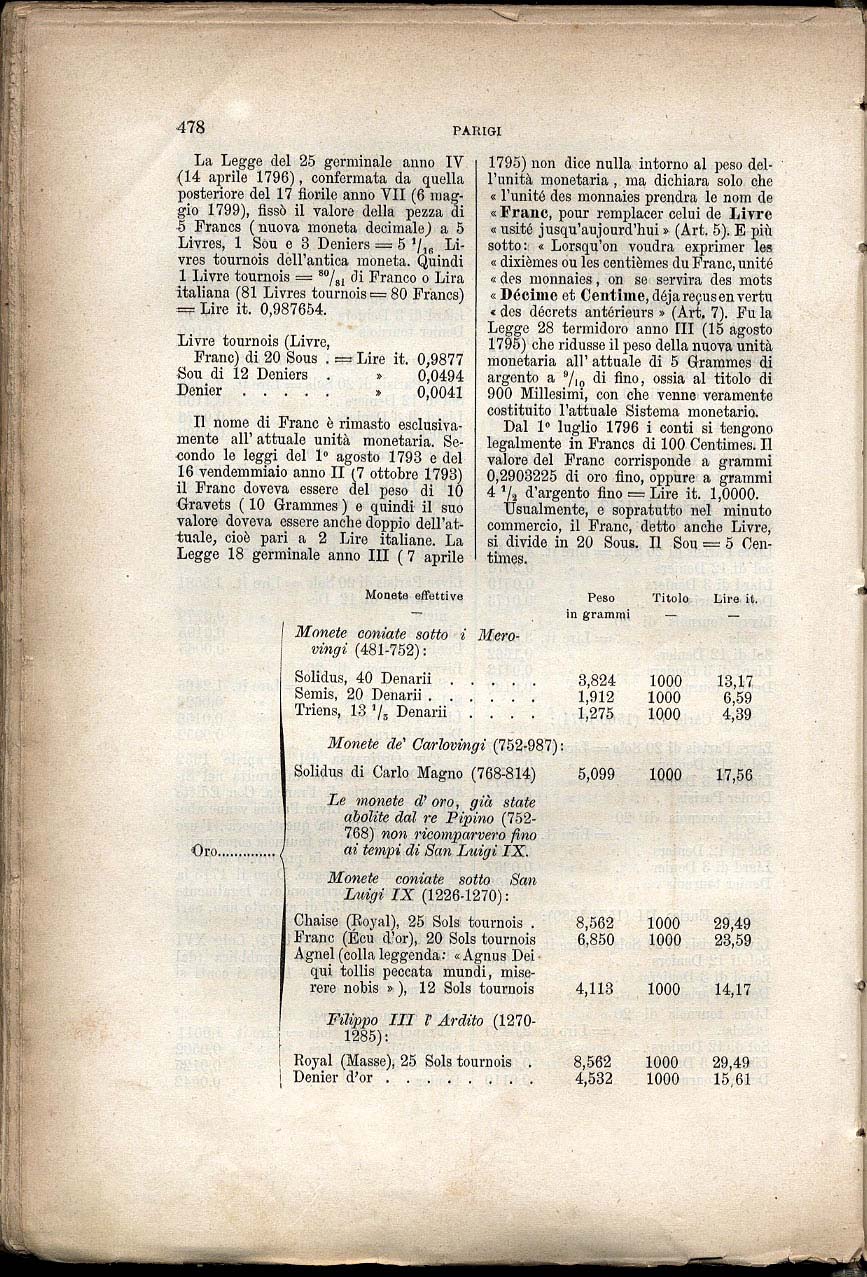 478
PARIGI
La Legge del 25 germinale anno IV
(14 aprile 1796), confermata da quella
posteriore del 17 fiorile anno VII (6 mag-
gio 1799), fissò il valore della pezza di
5 Francs (nuova moneta decimale) a 5
Livres, 1 Sou e 3 Deniers = 5 1/16 Li-
vres tournois dell'antica moneta. Quindi
1 Livre tournois = 80/81 di Franco o Lira
italiana (81 Livres tournois = 80 Francs)
= Lire it. 0,987654.
Livre tournois (Livre,
Franc) di 20 Sous . = Lire it. 0,9877
Sou di 12 Deniers » 0,0494
Denier . . . . . » 0,0041
Il nome di Franc è rimasto esclusiva-
mente all' attuale unità monetaria. Se-
condo le leggi del 1º agosto 1793 e del
16 vendemmiaio anno II (7 ottobre 1793)
il Franc doveva essere del peso di 10
Gravets (10 Grammes) e quindi il suo
valore doveva essere anche doppio dell'at-
tuale, cioè pari a 2 Lire italiane. La
Legge 18 germinale anno III (7 aprile
1795) non dice nulla intorno al peso del-
l'unità monetaria, ma dichiara solo che
« l'unité des monnaies prendra le nom de
« Franc, pour remplacer celui de Livre
« usité jusqu'aujourd'hui » (Art. 5). E più
sotto: « Lorsqu'on voudra exprimer les
« dixièmes ou les centièmes du Franc, unité
« des monnaies, on se servira des mots
« Décime et Centime, déja reçus en vertu
« des décrets antérieurs » (Art. 7). Fu la
Legge 28 termidoro anno III (15 agosto
1795) che ridusse il peso della nuova unità
monetaria all' attuale di 5 Grammes di
argento a 9/10 di fino, ossia al titolo di
900 Millesimi, con che venne veramente
costituito l'attuale Sistema monetario.
Dal 1º luglio 1796 i conti si tengono
legalmente in Francs di 100 Centimes. Il
valore del Franc corrisponde a grammi
0,2903225 di oro fino, oppure a grammi
4 1/2 d'argento fino = Lire it. 1,0000.
Usualmente, e sopratutto nel minuto
commercio, il Franc, detto anche Livre,
si divide in 20 Sous. Il Sou = 5 Cen-
times.
Monete effettive Peso in grammi Titolo Lire it.
Monete coniate sotto i Mero-
vingi (481-752):
Solidus, 40 Denarii . . . . . 3,824 1000 13,17
Semis, 20 Denarii . . . . . . 1,912 1000 6,59
Triens, 13 1/3 Denarii . . . . 1,275 1000 4,39
Monete de' Carlovingi (752-987):
Solidus di Carlo Magno (768-814) 5,099 1000 17,56
Le monete d'oro, già state
abolite dal re Pipino (752-
768) non ricomparvero fino
Oro.............. ai tempi di San Luigi IX.
Monete coniate sotto San
Luigi IX (1226-1270):
Chaise (Royal), 25 Sols tournois . 8,562 1000 29,49
Franc (Écu d'or), 20 Sols tournois 6,850 1000 23,59
Agnel (colla leggenda: «Agnus Dei
qui tollis peccata mundi, mise-
rere nobis »), 12 Sols tournois 4,113 1000 14,17
Filippo III l'Ardito (1270-
1285):
Royal (Masse), 25 Sols tournois . 8,562 1000 29,49
Denier d'or . . . . . . . . 4,532 1000 15,61